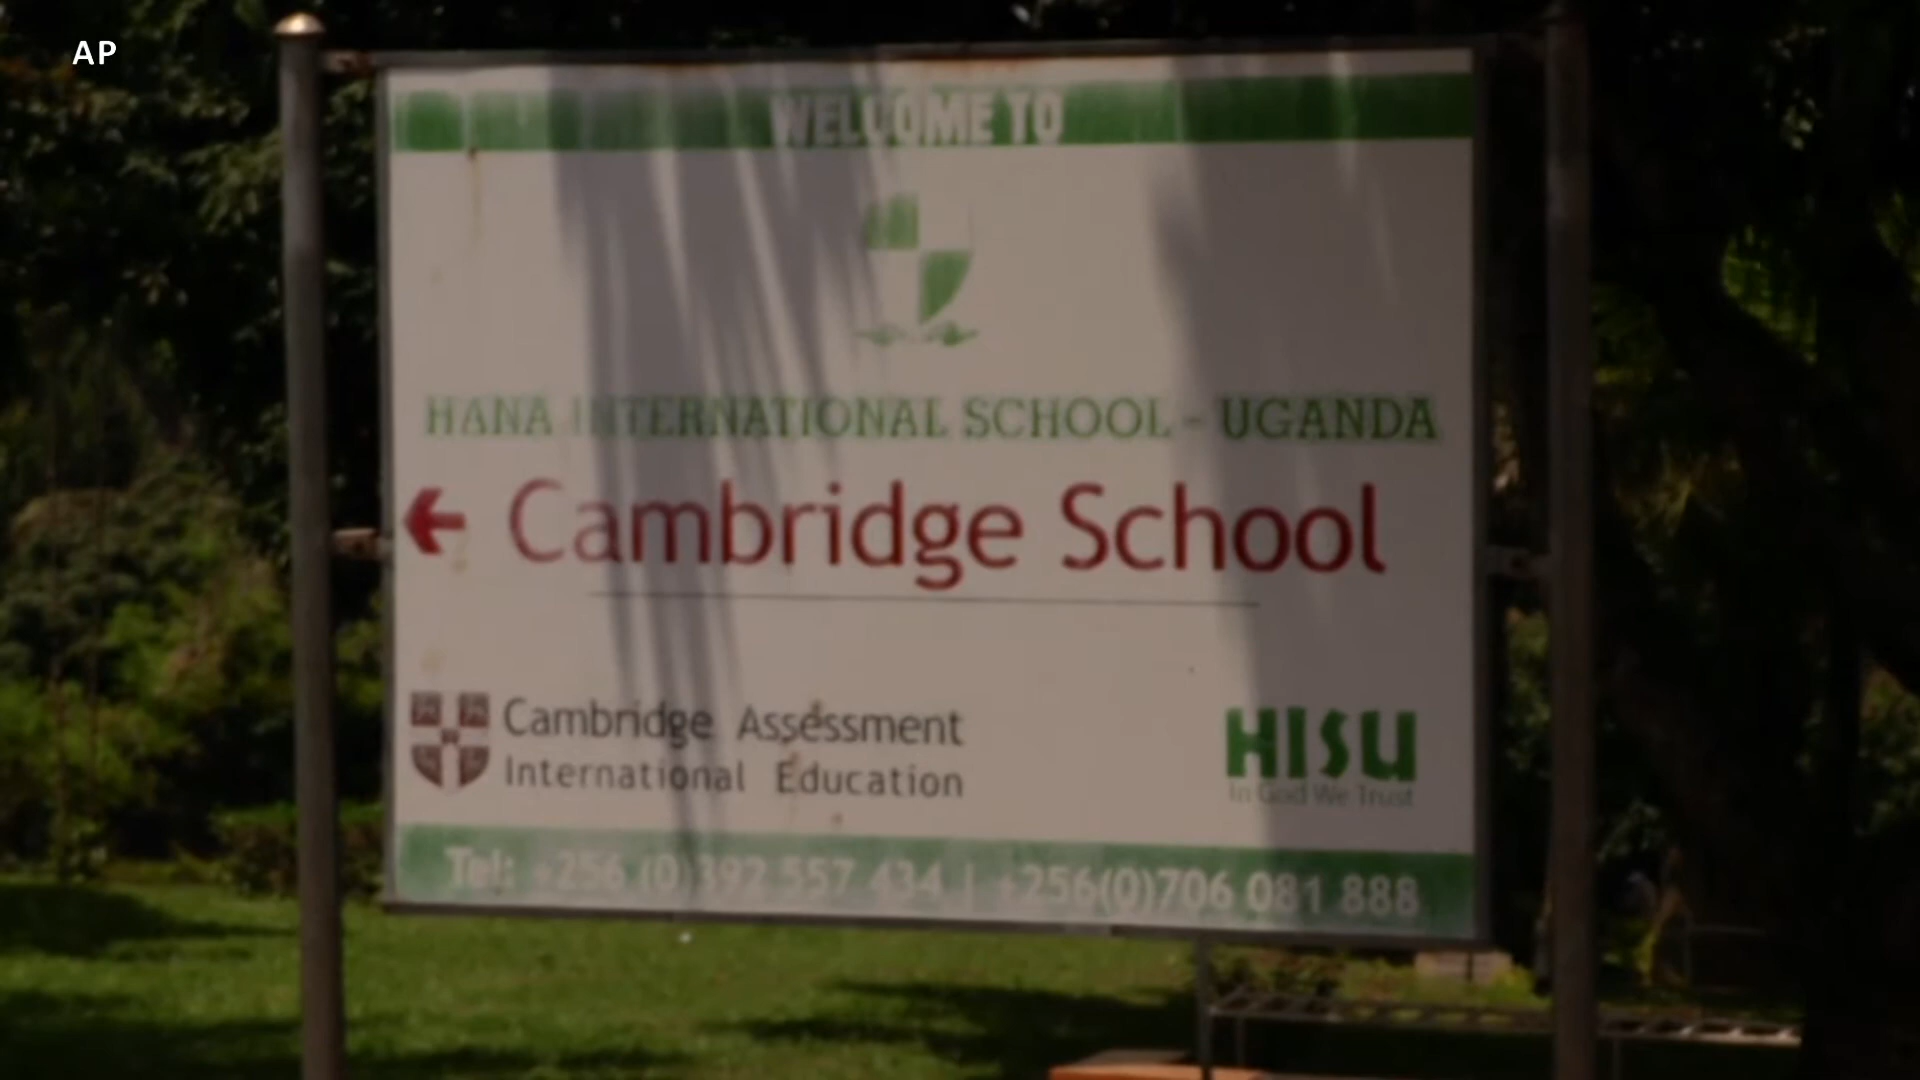 AP
WELCOME TO
HANA INTERNATIONAL SCHOOL - UGANDA
Cambridge School
Cambridge Assessment
International Education
HISU
In God We Trust
Tel: +256 (0) 392 557 434 | +256(0)706 081 888